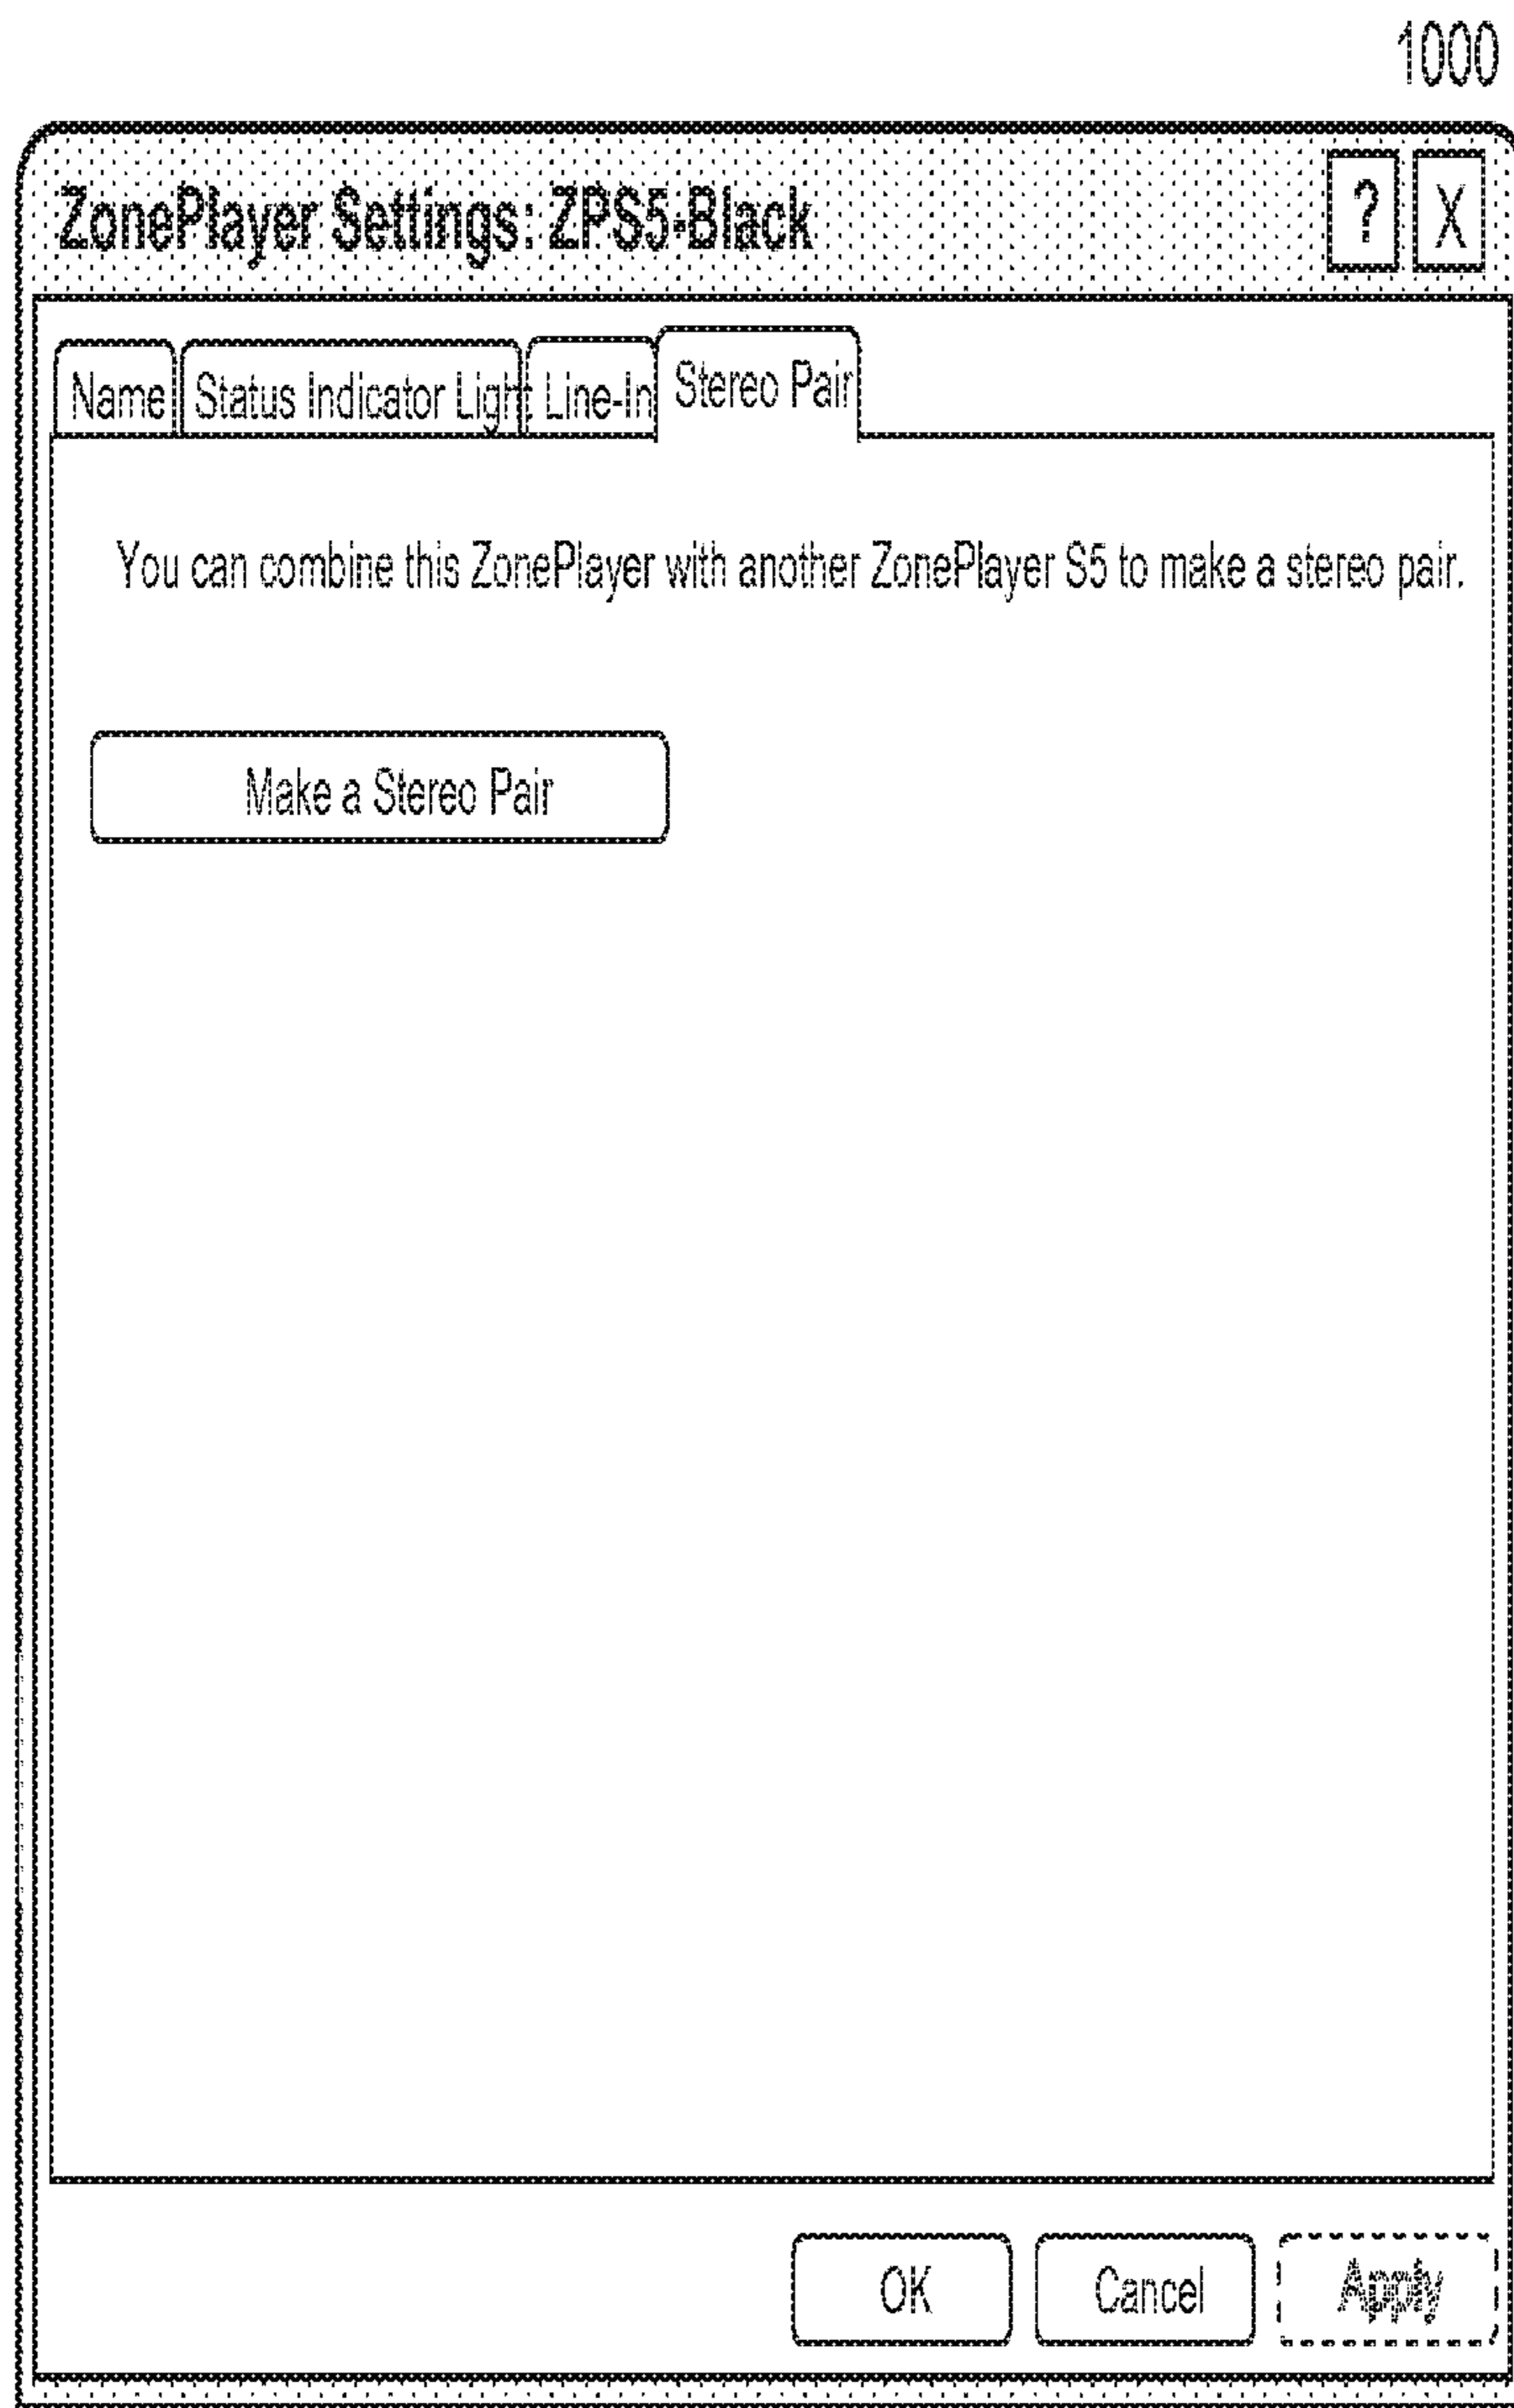 1000
ZonePlayer Settings: ZPS5-Black ? X
Name Status Indicator Light Line-In Stereo Pair
You can combine this ZonePlayer with another ZonePlayer S5 to make a stereo pair.
Make a Stereo Pair
OK Cancel Apply